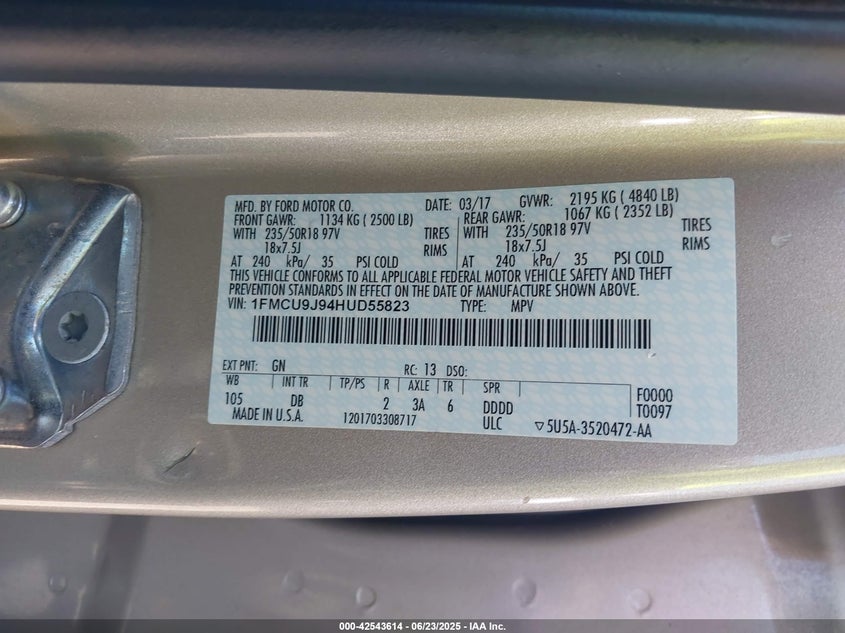 MFD. BY FORD MOTOR CO. DATE: 03/17 GVWR: 2195 KG ( 4840 LB)
FRONT GAWR: 1134 KG ( 2500 LB) REAR GAWR: 1067 KG ( 2352 LB)
WITH 235/50R18 97V TIRES WITH 235/50R18 97V TIRES
18x7.5J RIMS 18x7.5J RIMS
AT 240 kPa/ 35 PSI COLD AT 240 kPa/ 35 PSI COLD
THIS VEHICLE CONFORMS TO ALL APPLICABLE FEDERAL MOTOR VEHICLE SAFETY AND THEFT
PREVENTION STANDARDS IN EFFECT ON THE DATE OF MANUFACTURE SHOWN ABOVE.
VIN: 1FMCU9J94HUD55823 TYPE: MPV
EXT PNT: GN RC: 13 DSO:
WB INT TR TP/PS R AXLE TR SPR F0000
105 DB 2 3A 6 DDDD T0097
MADE IN U.S.A. 1201703308717 ULC ▽5U5A-3520472-AA
000-42543614 - 06/23/2025 - IAA Inc.